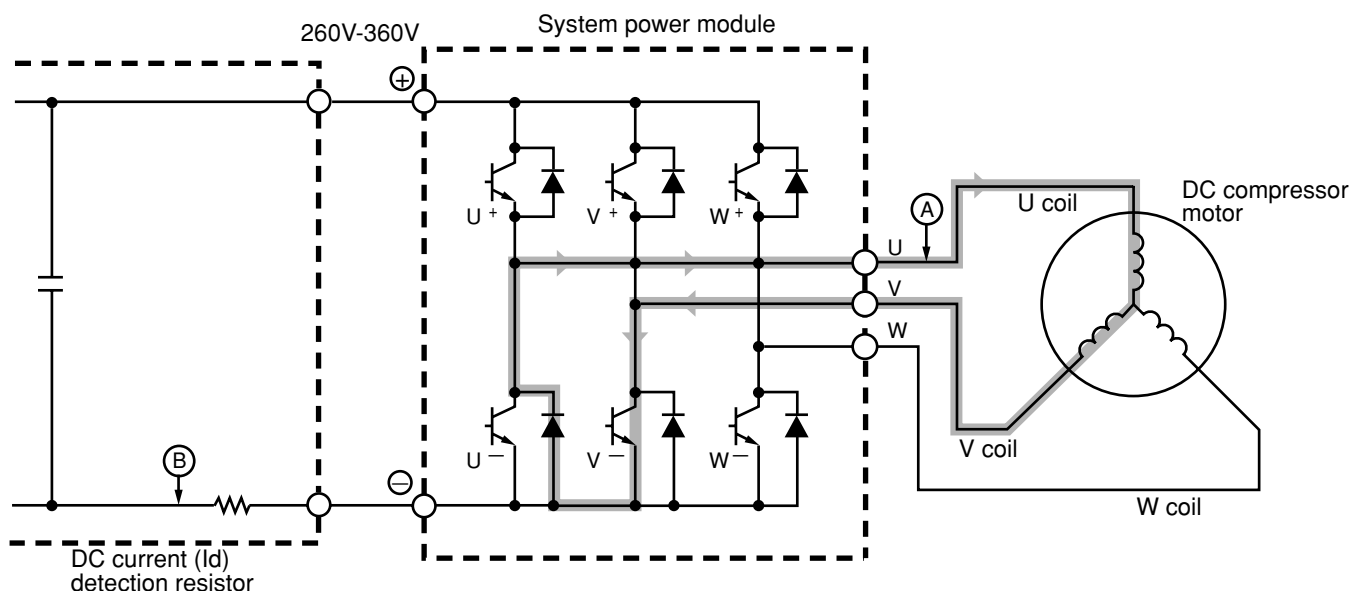 System power module
260V-360V
+
U +
V +
W +
A
U coil
DC compressor
motor
U
V
W
B
−
U −
V −
W −
V coil
W coil
DC current (Id)
detection resistor